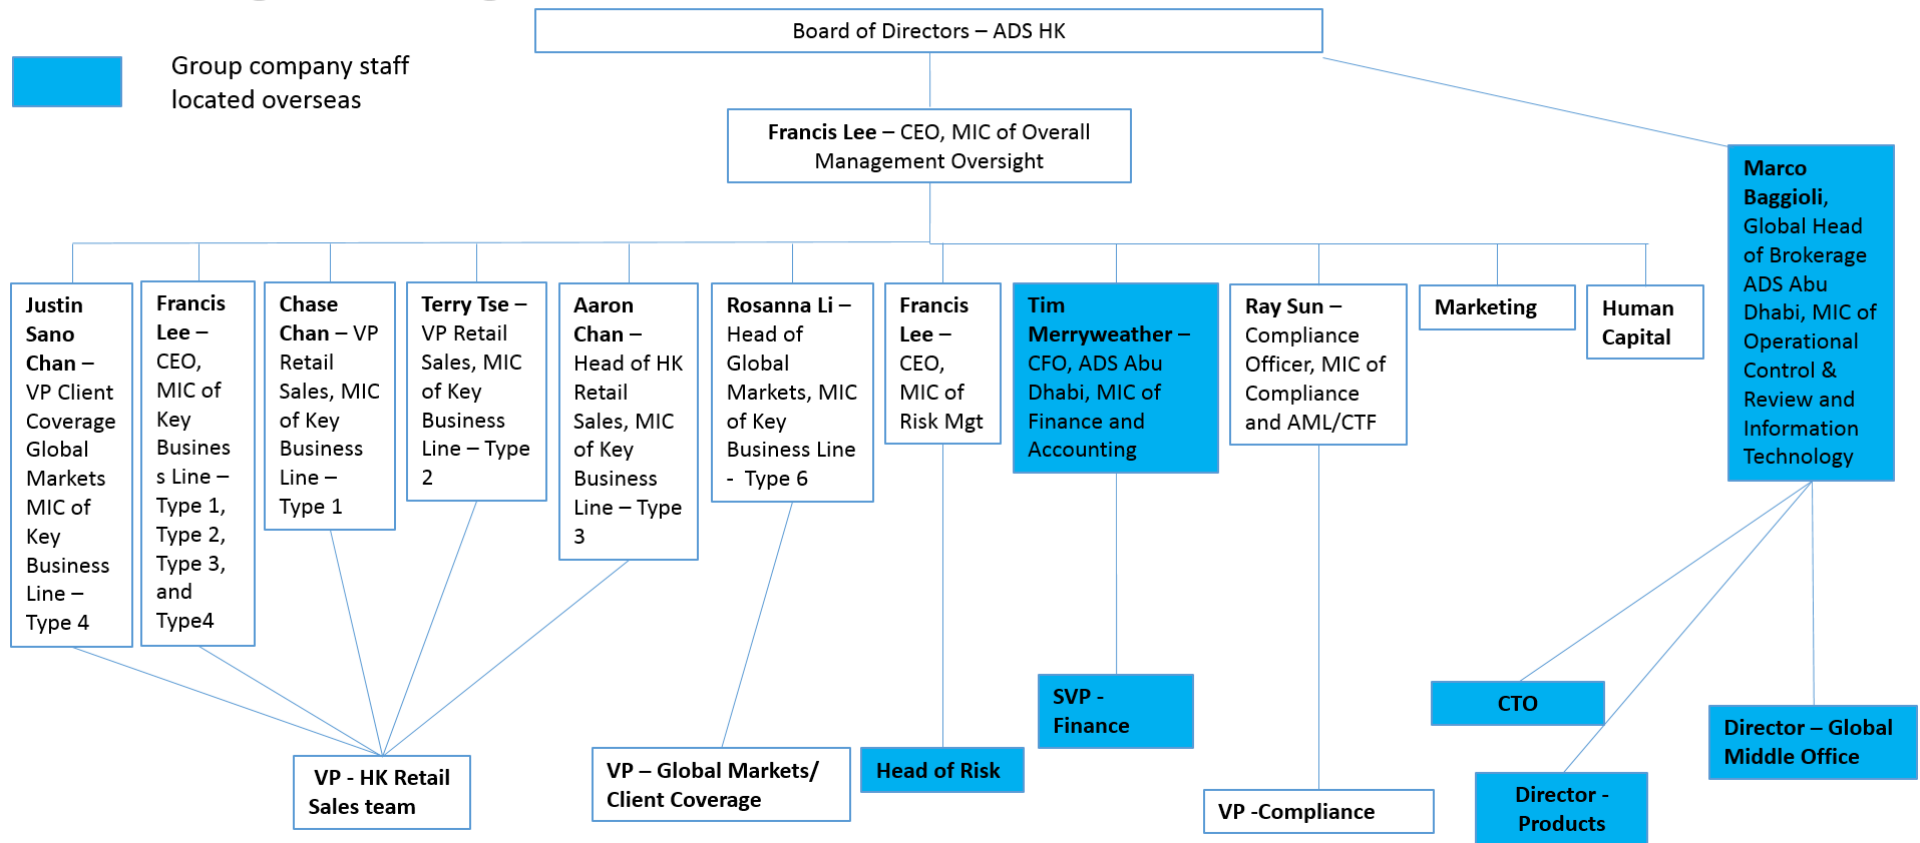 Board of Directors – ADS HK
Group company staff
located overseas
Francis Lee – CEO, MIC of Overall
Management Oversight
Marco
Baggioli,
Global Head
of Brokerage
ADS Abu
Dhabi, MIC of
Operational
Control &
Review and
Information
Technology
Justin
Sano
Chan –
VP Client
Coverage
Global
Markets
MIC of
Key
Business
Line –
Type 4
Francis
Lee –
CEO,
MIC of
Key
Busines
s Line –
Type 1,
Type 2,
Type 3,
and
Type4
Chase
Chan – VP
Retail
Sales, MIC
of Key
Business
Line –
Type 1
Terry Tse –
VP Retail
Sales, MIC
of Key
Business
Line – Type
2
Aaron
Chan –
Head of HK
Retail
Sales, MIC
of Key
Business
Line – Type
3
Rosanna Li –
Head of
Global
Markets, MIC
of Key
Business Line
- Type 6
Francis
Lee –
CEO,
MIC of
Risk Mgt
Tim
Merryweather –
CFO, ADS Abu
Dhabi, MIC of
Finance and
Accounting
Ray Sun –
Compliance
Officer, MIC of
Compliance
and AML/CTF
Marketing
Human
Capital
VP - HK Retail
Sales team
VP – Global Markets/
Client Coverage
Head of Risk
SVP -
Finance
VP -Compliance
CTO
Director -
Products
Director – Global
Middle Office